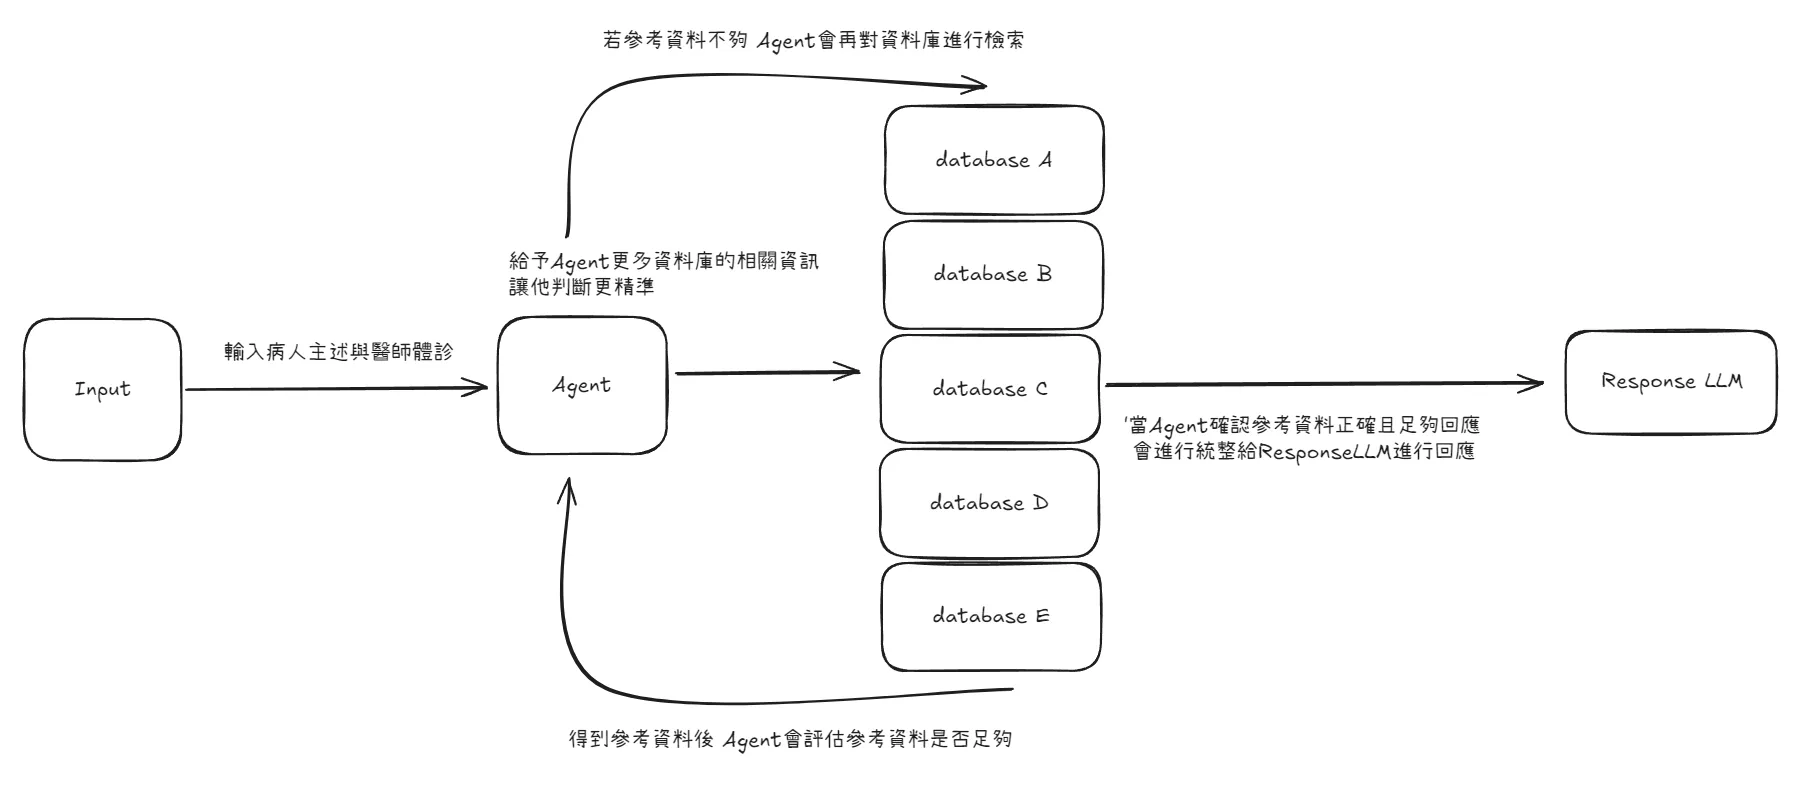 若參考資料不夠 Agent會再對資料庫進行檢索
database A
給予Agent更多資料庫的相關資訊
讓他判斷更精準
database B
輸入病人主述與醫師體診
Input
Agent
database C
Response LLM
'當Agent確認參考資料正確且足夠回應
會進行統整給ResponseLLM進行回應
database D
database E
得到參考資料後 Agent會評估參考資料是否足夠